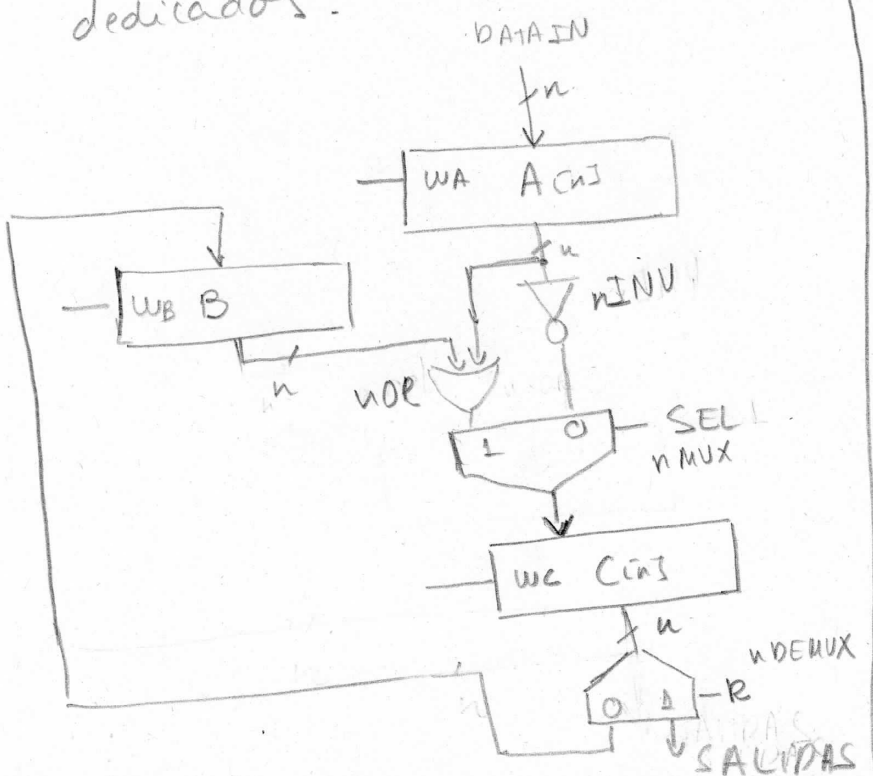 dedicados.
DATAIN
n
WA A[n]
n
nINV
WB B
n
nOR
1 0
SEL
nMUX
WC C[n]
n
nDEMUX
0 1
R
SALIDAS